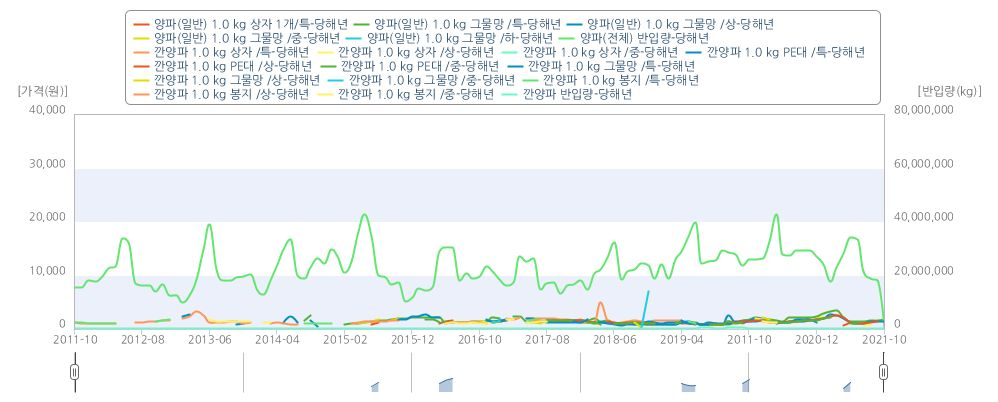 양파(일반) 1.0 kg 상자 1개/특-당해년 양파(일반) 1.0 kg 그물망 /특-당해년 양파(일반) 1.0 kg 그물망 /상-당해년
양파(일반) 1.0 kg 그물망 /중-당해년 양파(일반) 1.0 kg 그물망 /하-당해년 양파(전체) 반입량-당해년
깐양파 1.0 kg 상자 /특-당해년 깐양파 1.0 kg 상자 /상-당해년 깐양파 1.0 kg 상자 /중-당해년 깐양파 1.0 kg PE대 /특-당해년
깐양파 1.0 kg PE대 /상-당해년 깐양파 1.0 kg PE대 /중-당해년 깐양파 1.0 kg 그물망 /특-당해년
깐양파 1.0 kg 그물망 /상-당해년 깐양파 1.0 kg 그물망 /중-당해년 깐양파 1.0 kg 봉지 /특-당해년
깐양파 1.0 kg 봉지 /상-당해년 깐양파 1.0 kg 봉지 /중-당해년 깐양파 반입량-당해년
[가격(원)] [반입량(kg)]
40,000 80,000,000
30,000 60,000,000
20,000 40,000,000
10,000 20,000,000
0 0
2011-10 2012-08 2013-06 2014-04 2015-02 2015-12 2016-10 2017-08 2018-06 2019-04 2011-10 2020-12 2021-10